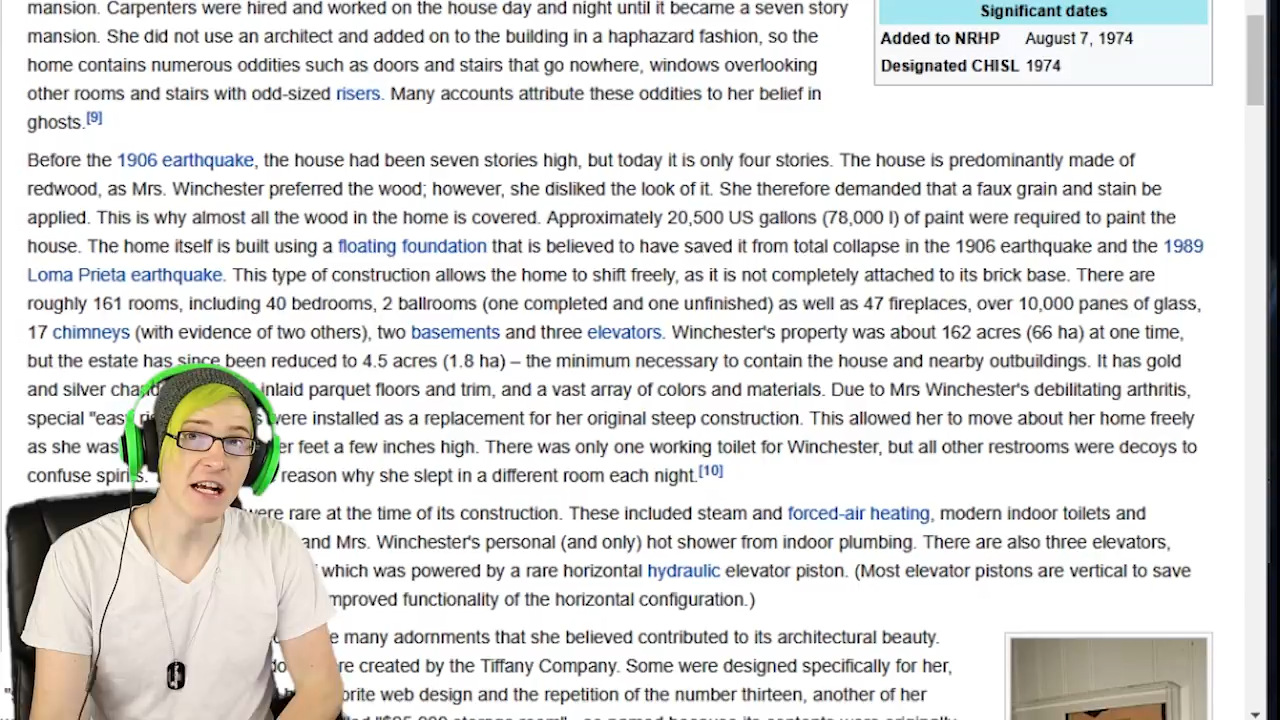 mansion. Carpenters were hired and worked on the house day and night until it became a seven story
mansion. She did not use an architect and added on to the building in a haphazard fashion, so the
home contains numerous oddities such as doors and stairs that go nowhere, windows overlooking
other rooms and stairs with odd-sized risers. Many accounts attribute these oddities to her belief in
ghosts.[9]
Significant dates
Added to NRHP August 7, 1974
Designated CHISL 1974
Before the 1906 earthquake, the house had been seven stories high, but today it is only four stories. The house is predominantly made of
redwood, as Mrs. Winchester preferred the wood; however, she disliked the look of it. She therefore demanded that a faux grain and stain be
applied. This is why almost all the wood in the home is covered. Approximately 20,500 US gallons (78,000 l) of paint were required to paint the
house. The home itself is built using a floating foundation that is believed to have saved it from total collapse in the 1906 earthquake and the 1989
Loma Prieta earthquake. This type of construction allows the home to shift freely, as it is not completely attached to its brick base. There are
roughly 161 rooms, including 40 bedrooms, 2 ballrooms (one completed and one unfinished) as well as 47 fireplaces, over 10,000 panes of glass,
17 chimneys (with evidence of two others), two basements and three elevators. Winchester's property was about 162 acres (66 ha) at one time,
but the estate has since been reduced to 4.5 acres (1.8 ha) – the minimum necessary to contain the house and nearby outbuildings. It has gold
and silver inlaid parquet floors and trim, and a vast array of colors and materials. Due to Mrs Winchester's debilitating arthritis,
special were installed as a replacement for her original steep construction. This allowed her to move about her home freely
as she was feet a few inches high. There was only one working toilet for Winchester, but all other restrooms were decoys to
confuse reason why she slept in a different room each night.[10]
were rare at the time of its construction. These included steam and forced-air heating, modern indoor toilets and
and Mrs. Winchester's personal (and only) hot shower from indoor plumbing. There are also three elevators,
which was powered by a rare horizontal hydraulic elevator piston. (Most elevator pistons are vertical to save
improved functionality of the horizontal configuration.)
many adornments that she believed contributed to its architectural beauty.
created by the Tiffany Company. Some were designed specifically for her,
web design and the repetition of the number thirteen, another of her